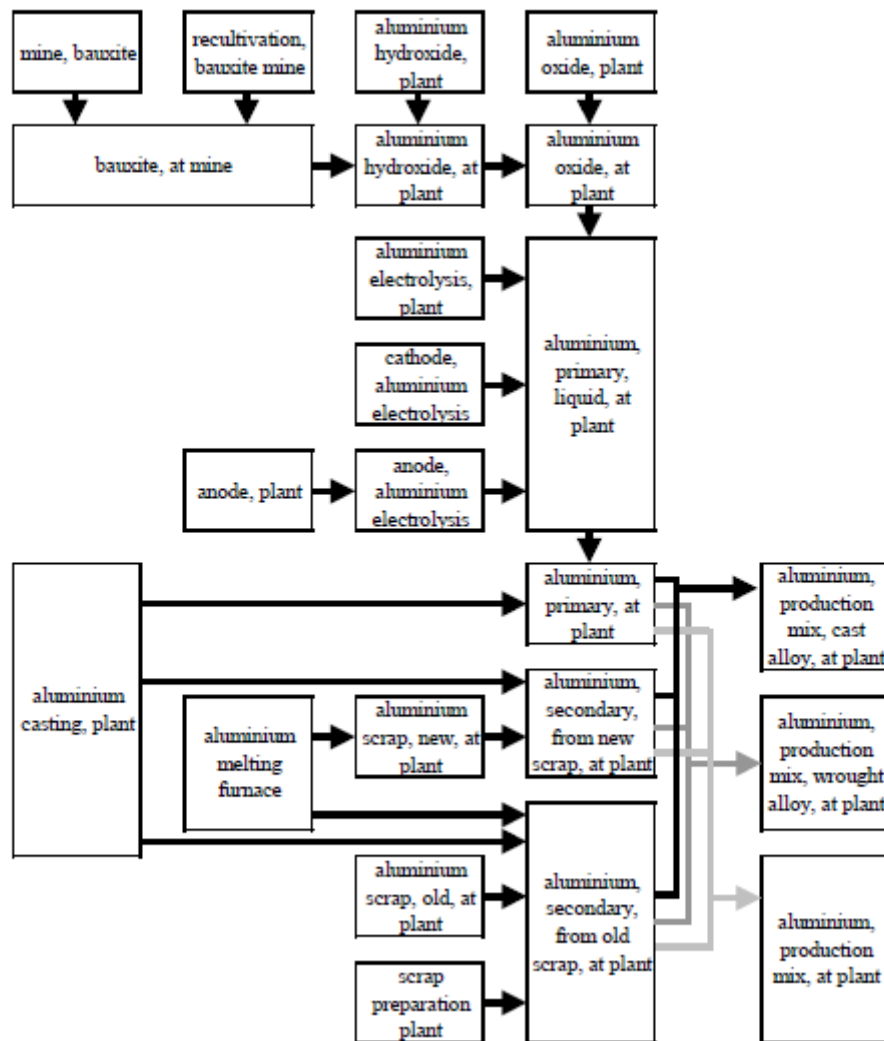 mine, bauxite
recultivation,
bauxite mine
aluminium
hydroxide,
plant
aluminium
oxide, plant
bauxite, at mine
aluminium
hydroxide, at
plant
aluminium
oxide, at
plant
aluminium
electrolysis,
plant
cathode,
aluminium
electrolysis
aluminium,
primary,
liquid, at
plant
anode, plant
anode,
aluminium
electrolysis
aluminium
casting, plant
aluminium,
primary, at
plant
aluminium,
production
mix, cast
alloy, at plant
aluminium
melting
furnace
aluminium
scrap, new, at
plant
aluminium,
secondary,
from new
scrap, at plant
aluminium,
production
mix, wrought
alloy, at plant
aluminium
scrap, old, at
plant
aluminium,
secondary,
from old
scrap, at plant
aluminium,
production
mix, at plant
scrap
preparation
plant